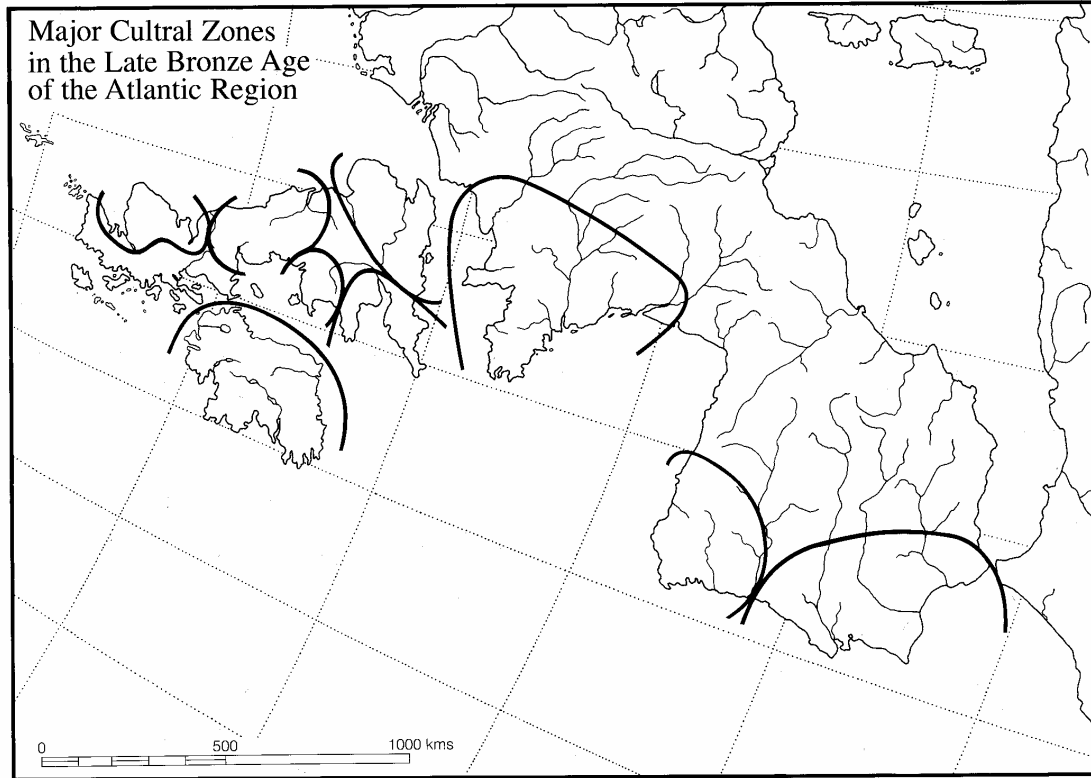 Major Cultral Zones
in the Late Bronze Age
of the Atlantic Region
0 500 1000 kms